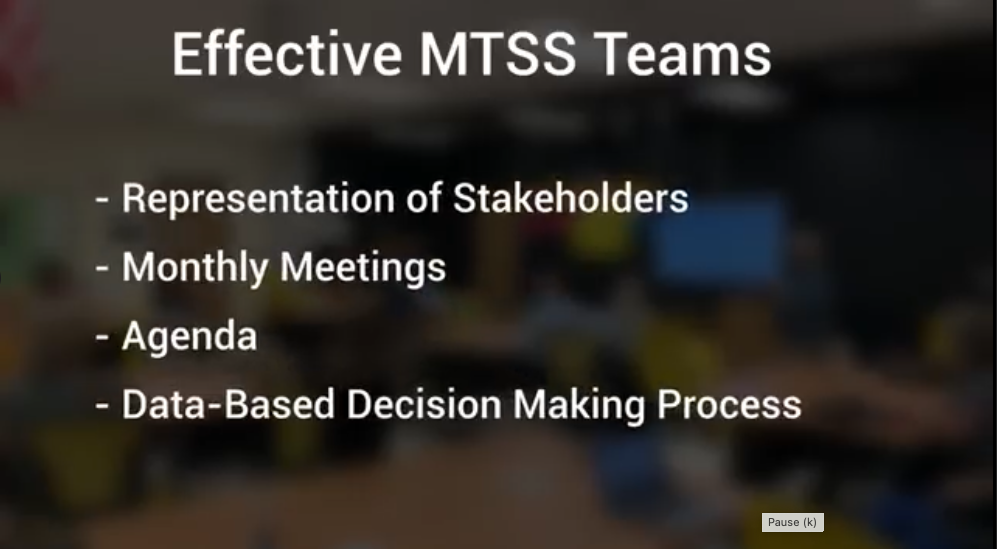 Effective MTSS Teams
- Representation of Stakeholders
- Monthly Meetings
- Agenda
- Data-Based Decision Making Process
Pause (k)